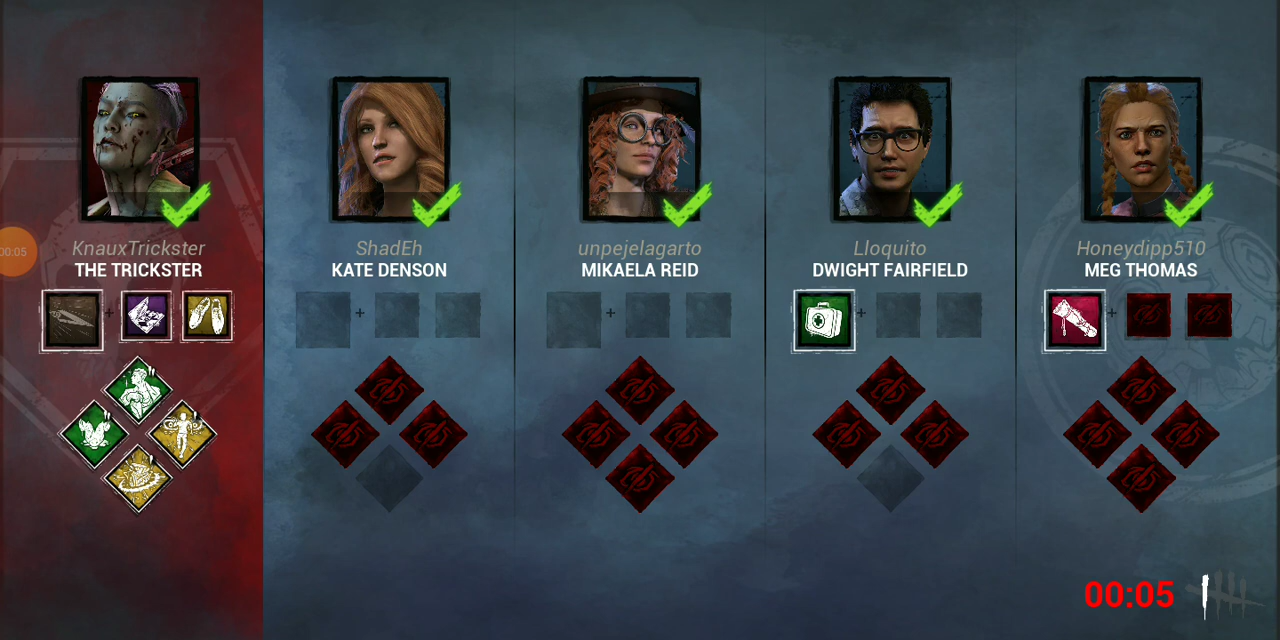 00:05
KnauxTrickster
THE TRICKSTER
ShadEh
KATE DENSON
unpejelagarto
MIKAELA REID
Lloquito
DWIGHT FAIRFIELD
Honeydipp510
MEG THOMAS
00:05